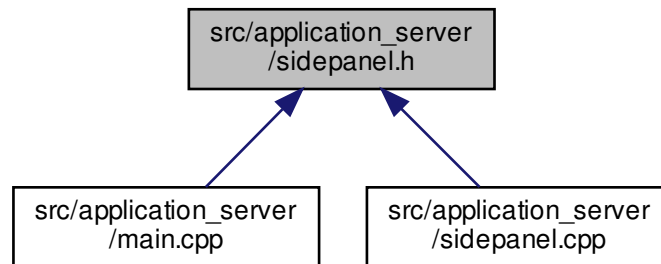 src/application_server
/sidepanel.h
src/application_server
/main.cpp
src/application_server
/sidepanel.cpp